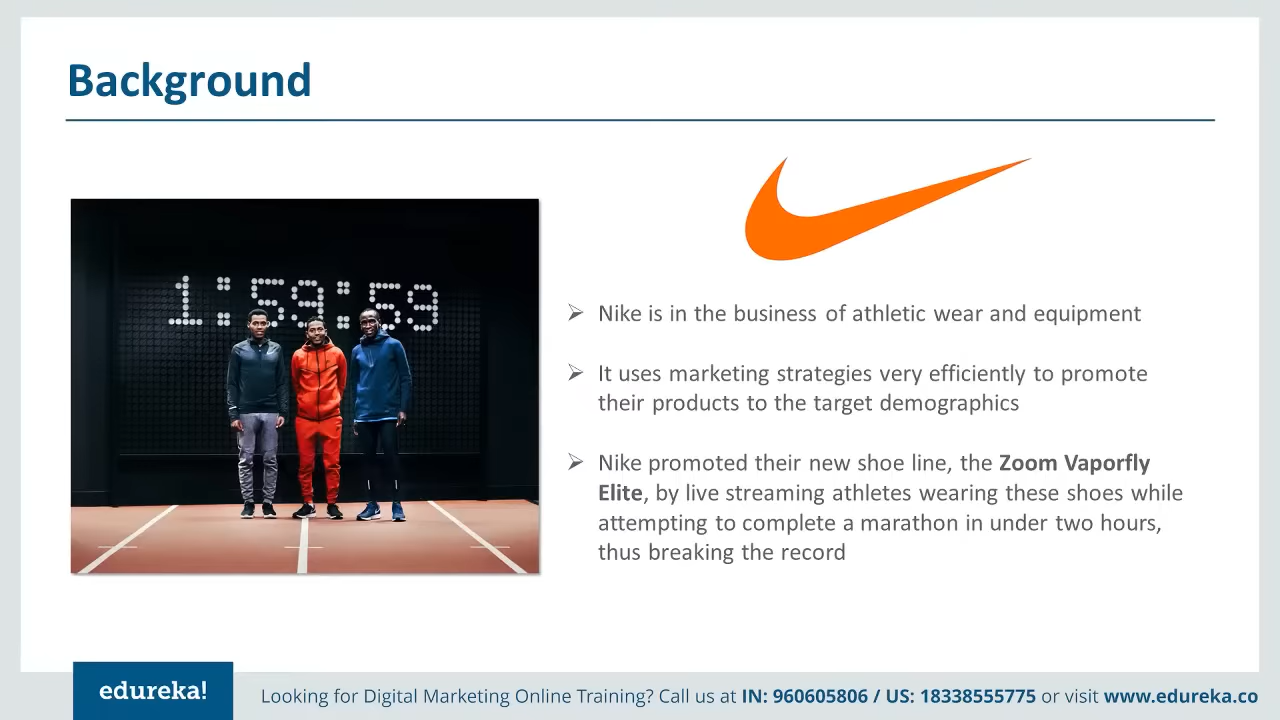 Background
1:59:59
➢ Nike is in the business of athletic wear and equipment
➢ It uses marketing strategies very efficiently to promote
their products to the target demographics
➢ Nike promoted their new shoe line, the Zoom Vaporfly
Elite, by live streaming athletes wearing these shoes while
attempting to complete a marathon in under two hours,
thus breaking the record
edureka!
Looking for Digital Marketing Online Training? Call us at IN: 960605806 / US: 18338555775 or visit www.edureka.co